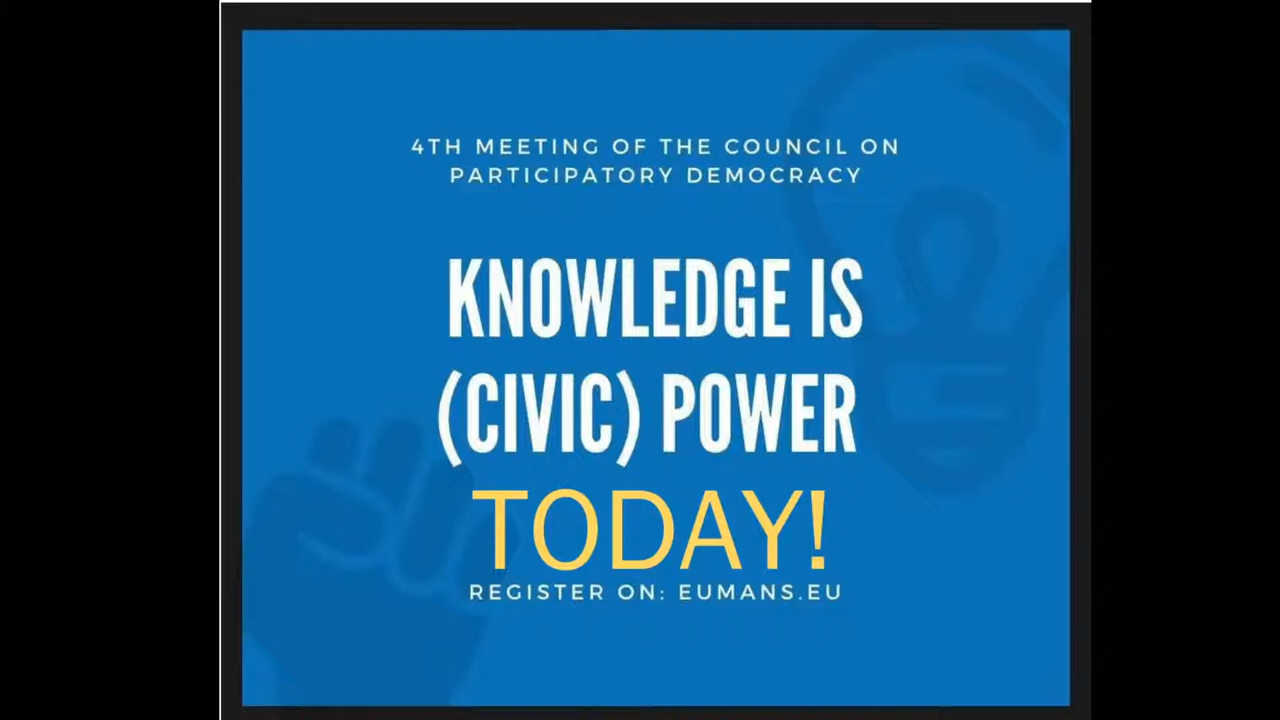 4TH MEETING OF THE COUNCIL ON
PARTICIPATORY DEMOCRACY
KNOWLEDGE IS
(CIVIC) POWER
TODAY!
REGISTER ON: EUMANS.EU